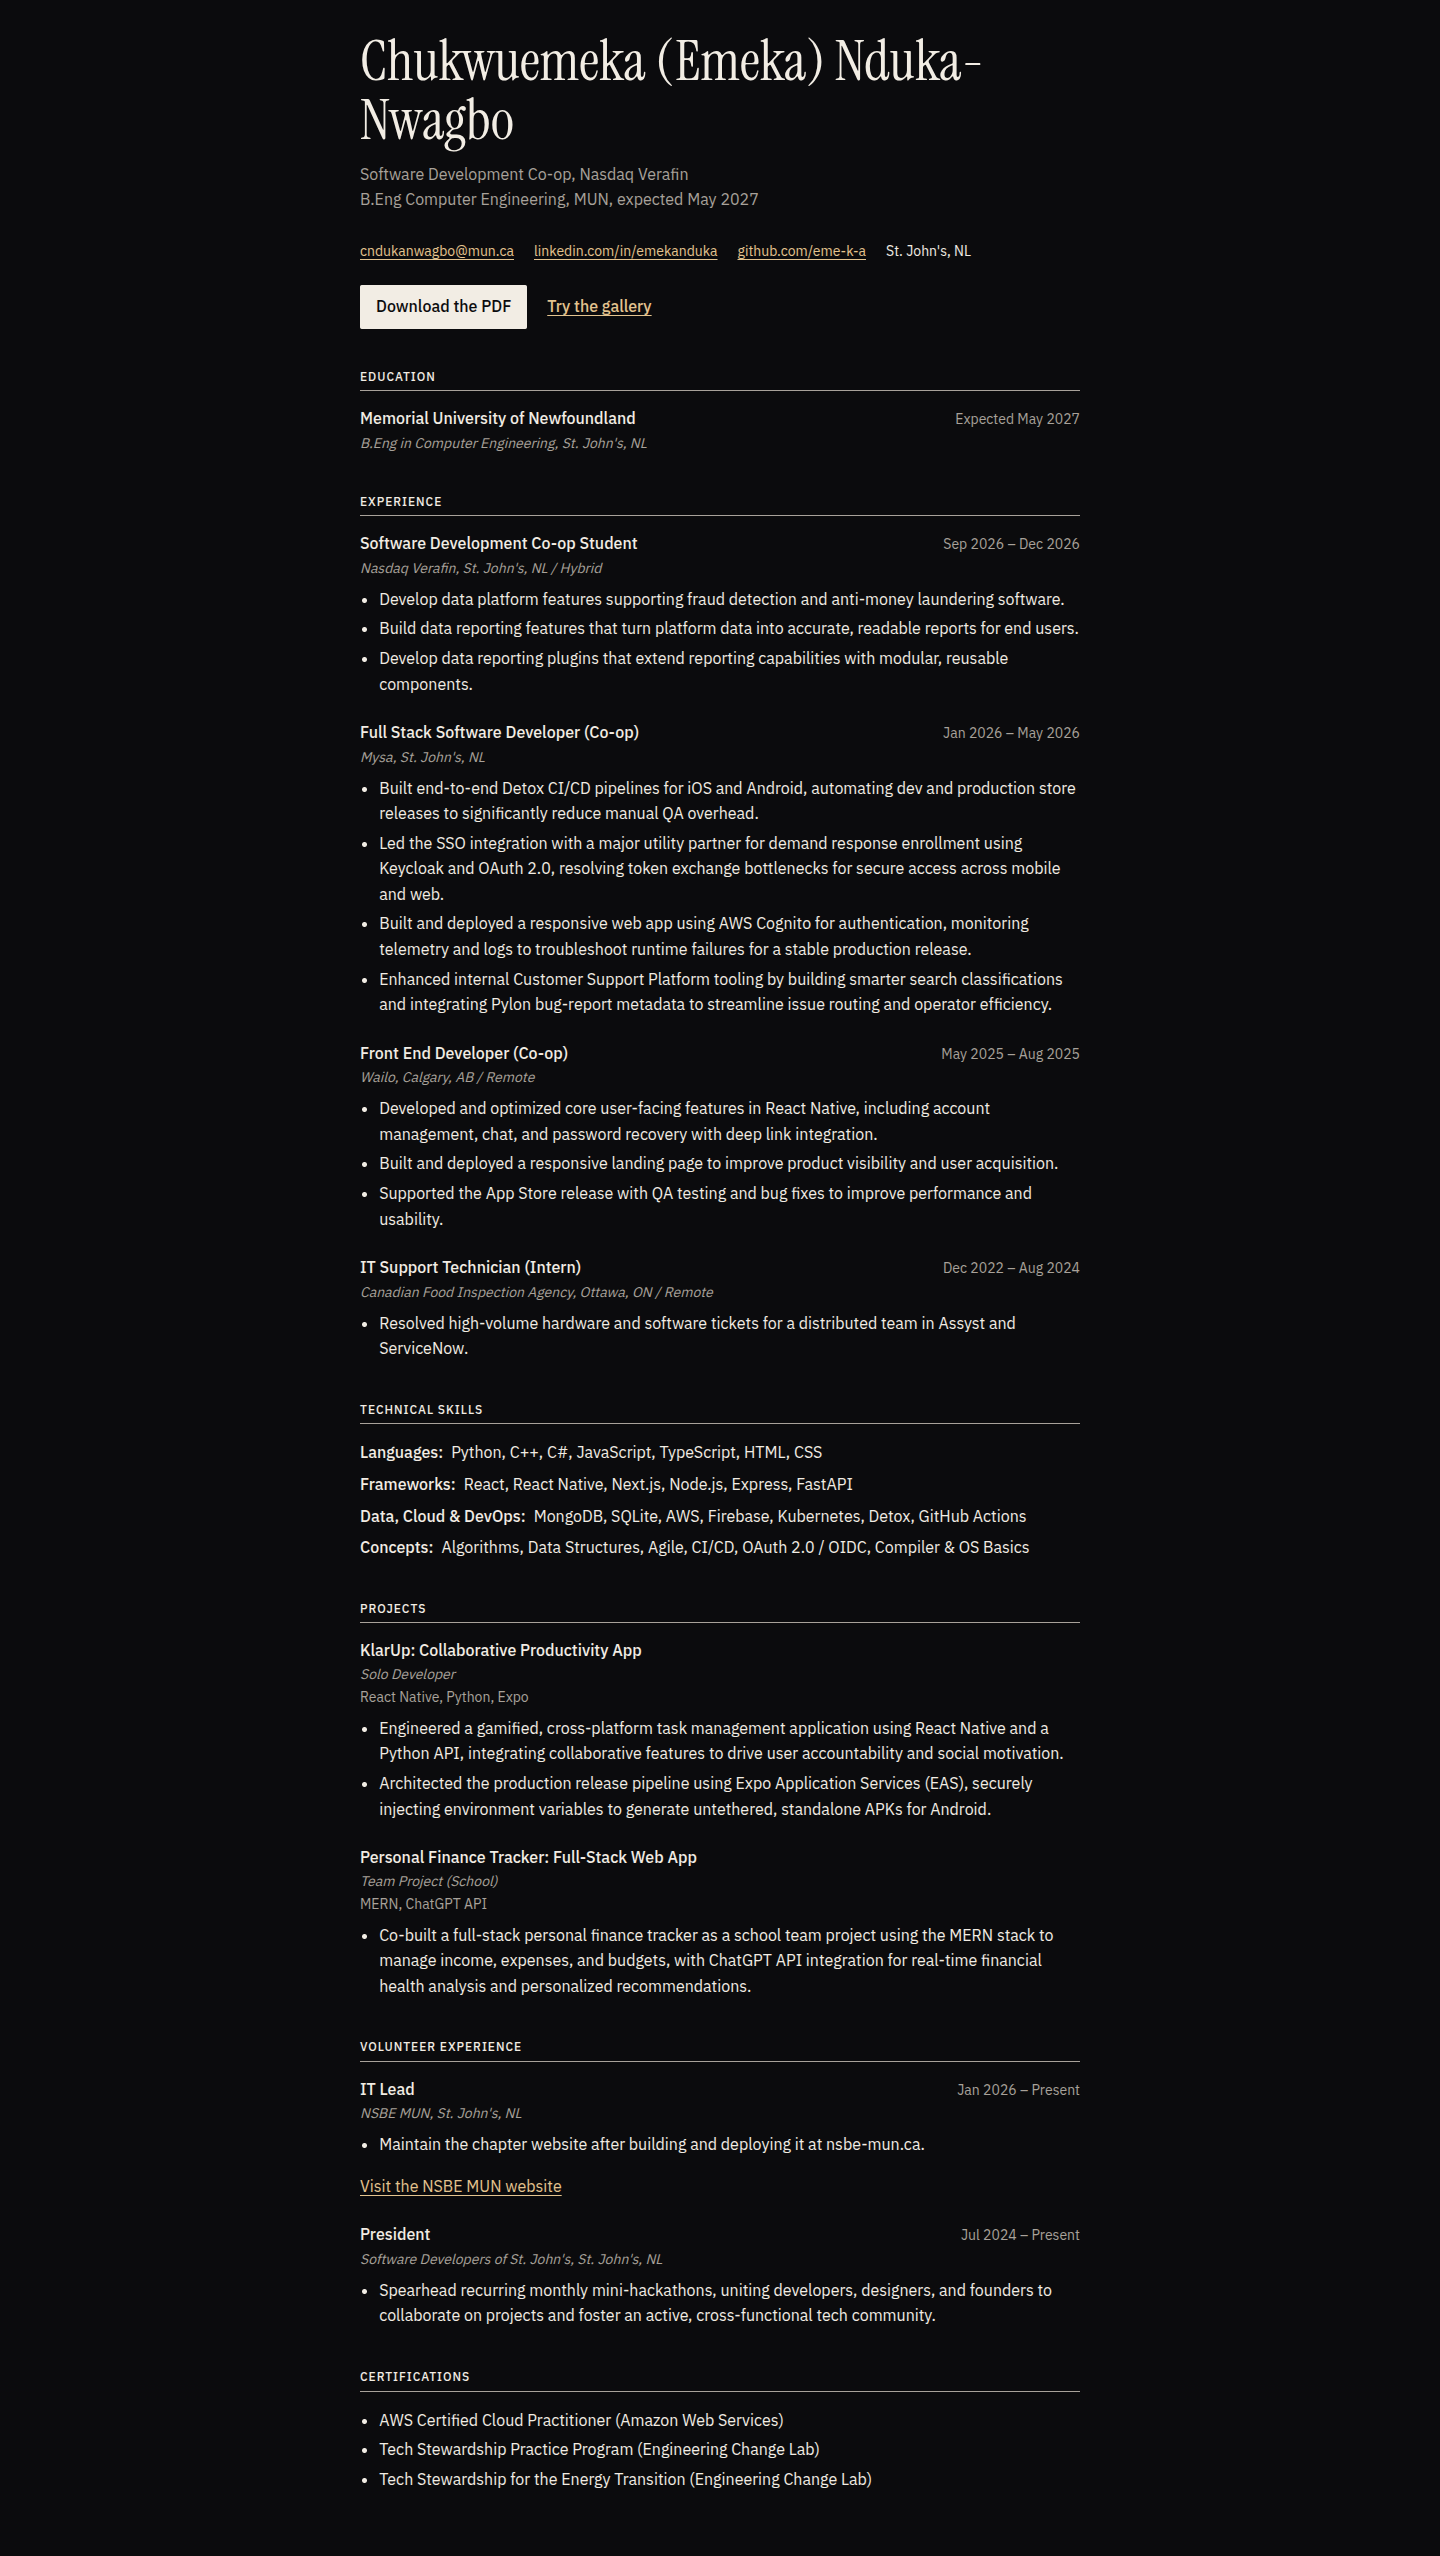 Chukwuemeka (Emeka) Nduka-
Nwagbo
Software Development Co-op, Nasdaq Verafin
B.Eng Computer Engineering, MUN, expected May 2027
cndukanwagbo@mun.ca linkedin.com/in/emekanduka github.com/eme-k-a St. John's, NL
Download the PDF Try the gallery
EDUCATION
Memorial University of Newfoundland Expected May 2027
B.Eng in Computer Engineering, St. John's, NL
EXPERIENCE
Software Development Co-op Student Sep 2026 – Dec 2026
Nasdaq Verafin, St. John's, NL / Hybrid
• Develop data platform features supporting fraud detection and anti-money laundering software.
• Build data reporting features that turn platform data into accurate, readable reports for end users.
• Develop data reporting plugins that extend reporting capabilities with modular, reusable
components.
Full Stack Software Developer (Co-op) Jan 2026 – May 2026
Mysa, St. John's, NL
• Built end-to-end Detox CI/CD pipelines for iOS and Android, automating dev and production store
releases to significantly reduce manual QA overhead.
• Led the SSO integration with a major utility partner for demand response enrollment using
Keycloak and OAuth 2.0, resolving token exchange bottlenecks for secure access across mobile
and web.
• Built and deployed a responsive web app using AWS Cognito for authentication, monitoring
telemetry and logs to troubleshoot runtime failures for a stable production release.
• Enhanced internal Customer Support Platform tooling by building smarter search classifications
and integrating Pylon bug-report metadata to streamline issue routing and operator efficiency.
Front End Developer (Co-op) May 2025 – Aug 2025
Wailo, Calgary, AB / Remote
• Developed and optimized core user-facing features in React Native, including account
management, chat, and password recovery with deep link integration.
• Built and deployed a responsive landing page to improve product visibility and user acquisition.
• Supported the App Store release with QA testing and bug fixes to improve performance and
usability.
IT Support Technician (Intern) Dec 2022 – Aug 2024
Canadian Food Inspection Agency, Ottawa, ON / Remote
• Resolved high-volume hardware and software tickets for a distributed team in Assyst and
ServiceNow.
TECHNICAL SKILLS
Languages: Python, C++, C#, JavaScript, TypeScript, HTML, CSS
Frameworks: React, React Native, Next.js, Node.js, Express, FastAPI
Data, Cloud & DevOps: MongoDB, SQLite, AWS, Firebase, Kubernetes, Detox, GitHub Actions
Concepts: Algorithms, Data Structures, Agile, CI/CD, OAuth 2.0 / OIDC, Compiler & OS Basics
PROJECTS
KlarUp: Collaborative Productivity App
Solo Developer
React Native, Python, Expo
• Engineered a gamified, cross-platform task management application using React Native and a
Python API, integrating collaborative features to drive user accountability and social motivation.
• Architected the production release pipeline using Expo Application Services (EAS), securely
injecting environment variables to generate untethered, standalone APKs for Android.
Personal Finance Tracker: Full-Stack Web App
Team Project (School)
MERN, ChatGPT API
• Co-built a full-stack personal finance tracker as a school team project using the MERN stack to
manage income, expenses, and budgets, with ChatGPT API integration for real-time financial
health analysis and personalized recommendations.
VOLUNTEER EXPERIENCE
IT Lead Jan 2026 – Present
NSBE MUN, St. John's, NL
• Maintain the chapter website after building and deploying it at nsbe-mun.ca.
Visit the NSBE MUN website
President Jul 2024 – Present
Software Developers of St. John's, St. John's, NL
• Spearhead recurring monthly mini-hackathons, uniting developers, designers, and founders to
collaborate on projects and foster an active, cross-functional tech community.
CERTIFICATIONS
• AWS Certified Cloud Practitioner (Amazon Web Services)
• Tech Stewardship Practice Program (Engineering Change Lab)
• Tech Stewardship for the Energy Transition (Engineering Change Lab)